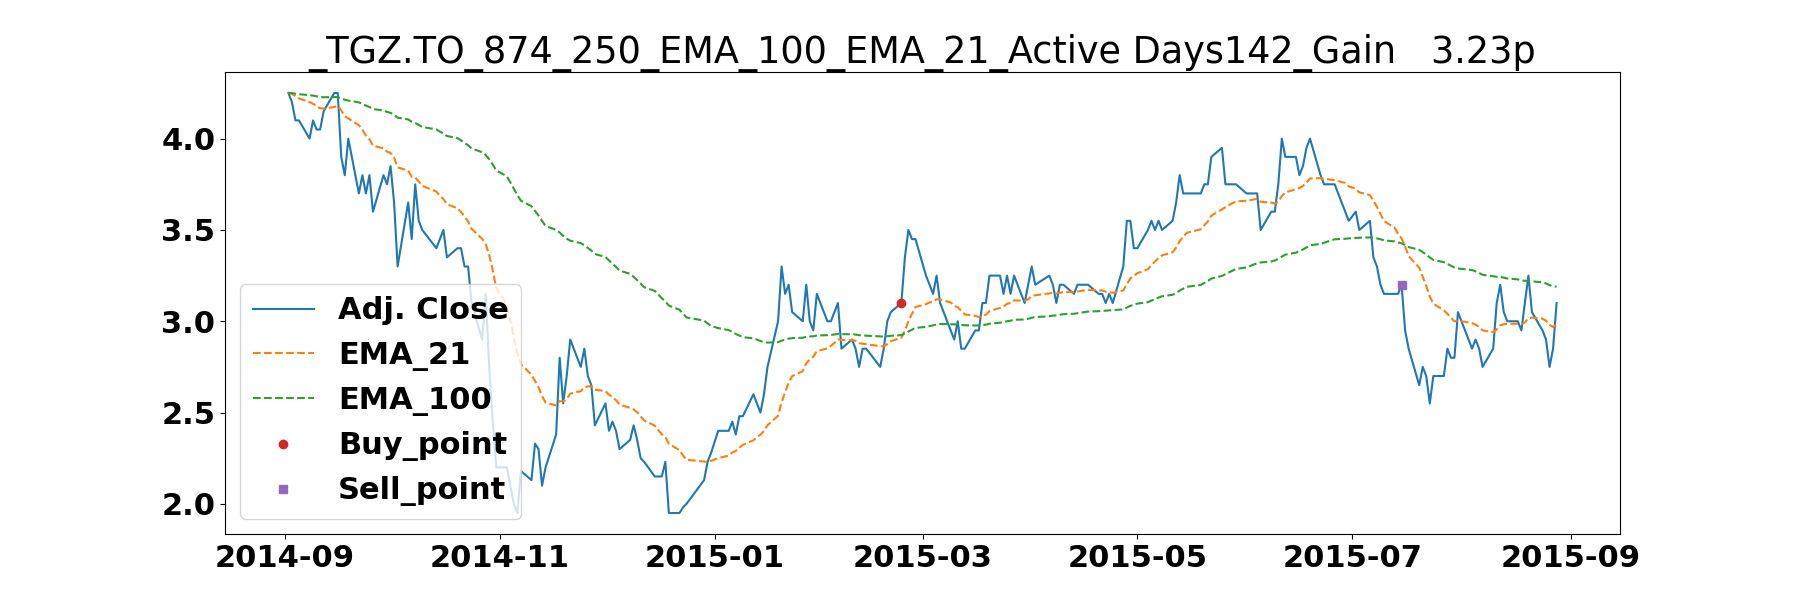 _TGZ.TO_874_250_EMA_100_EMA_21_Active Days142_Gain   3.23p
4.0
3.5
3.0
2.5
2.0
Adj. Close
EMA_21
EMA_100
Buy_point
Sell_point
2014-09 2014-11 2015-01 2015-03 2015-05 2015-07 2015-09